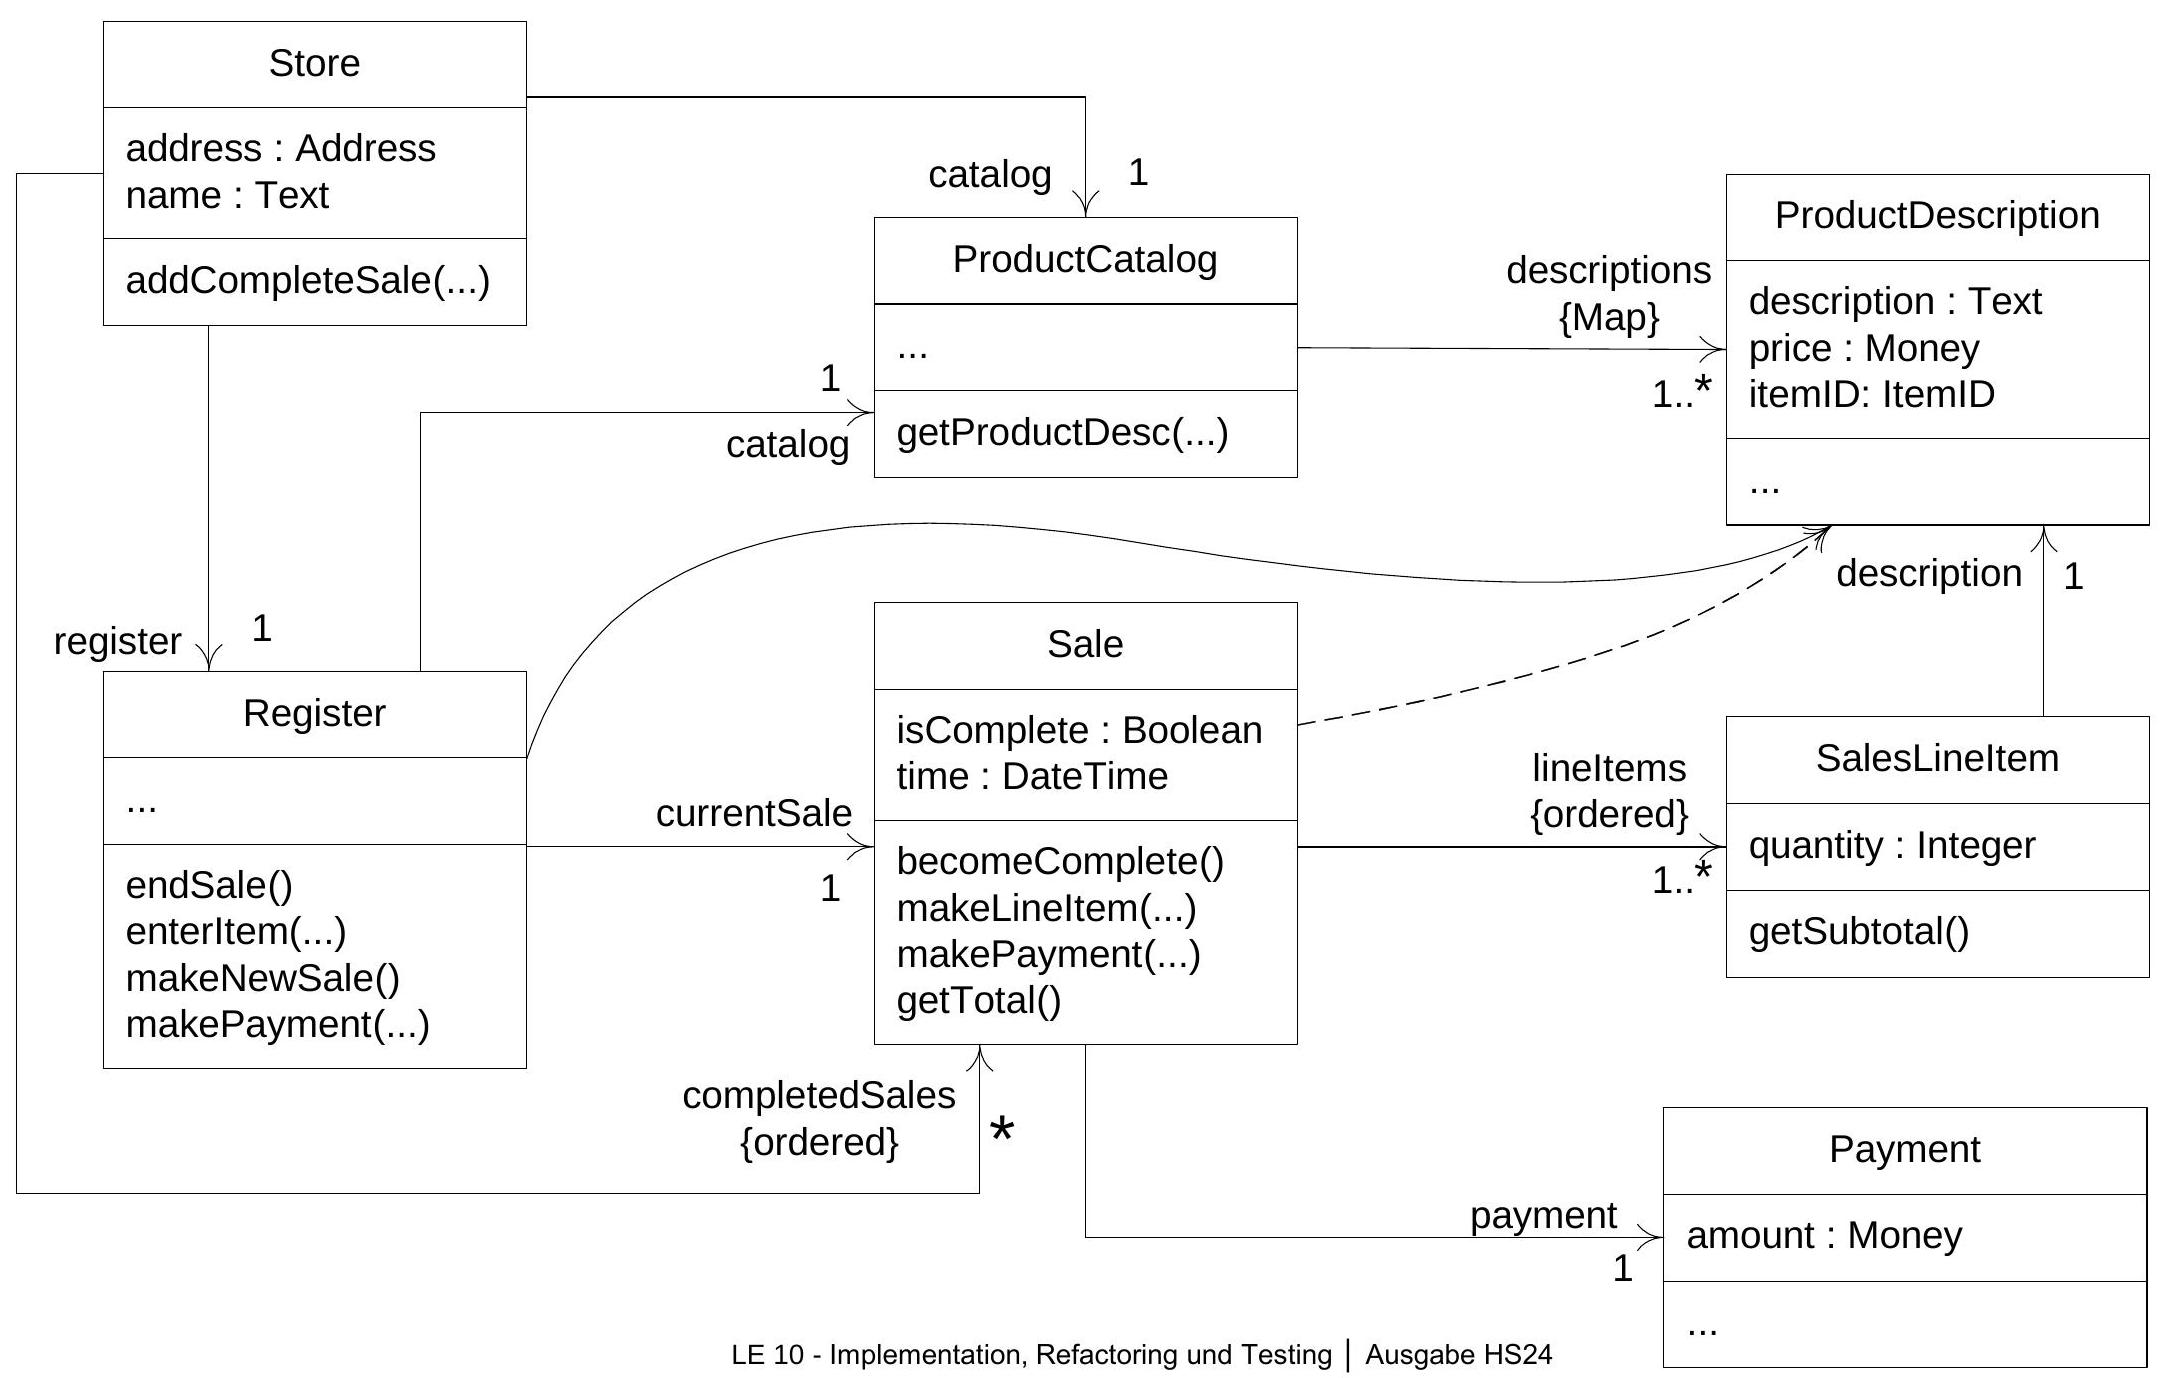 Store
address : Address
name : Text
addCompleteSale(...)
catalog
1
ProductCatalog
...
getProductDesc(...)
descriptions
{Map}
1..*
ProductDescription
description : Text
price : Money
itemID: ItemID
...
1
catalog
register
1
Register
...
endSale()
enterItem(...)
makeNewSale()
makePayment(...)
currentSale
1
Sale
isComplete : Boolean
time : DateTime
becomeComplete()
makeLineItem(...)
makePayment(...)
getTotal()
description
1
lineItems
{ordered}
1..*
SalesLineItem
quantity : Integer
getSubtotal()
completedSales
{ordered}
*
payment
1
Payment
amount : Money
...
LE 10 - Implementation, Refactoring und Testing | Ausgabe HS24